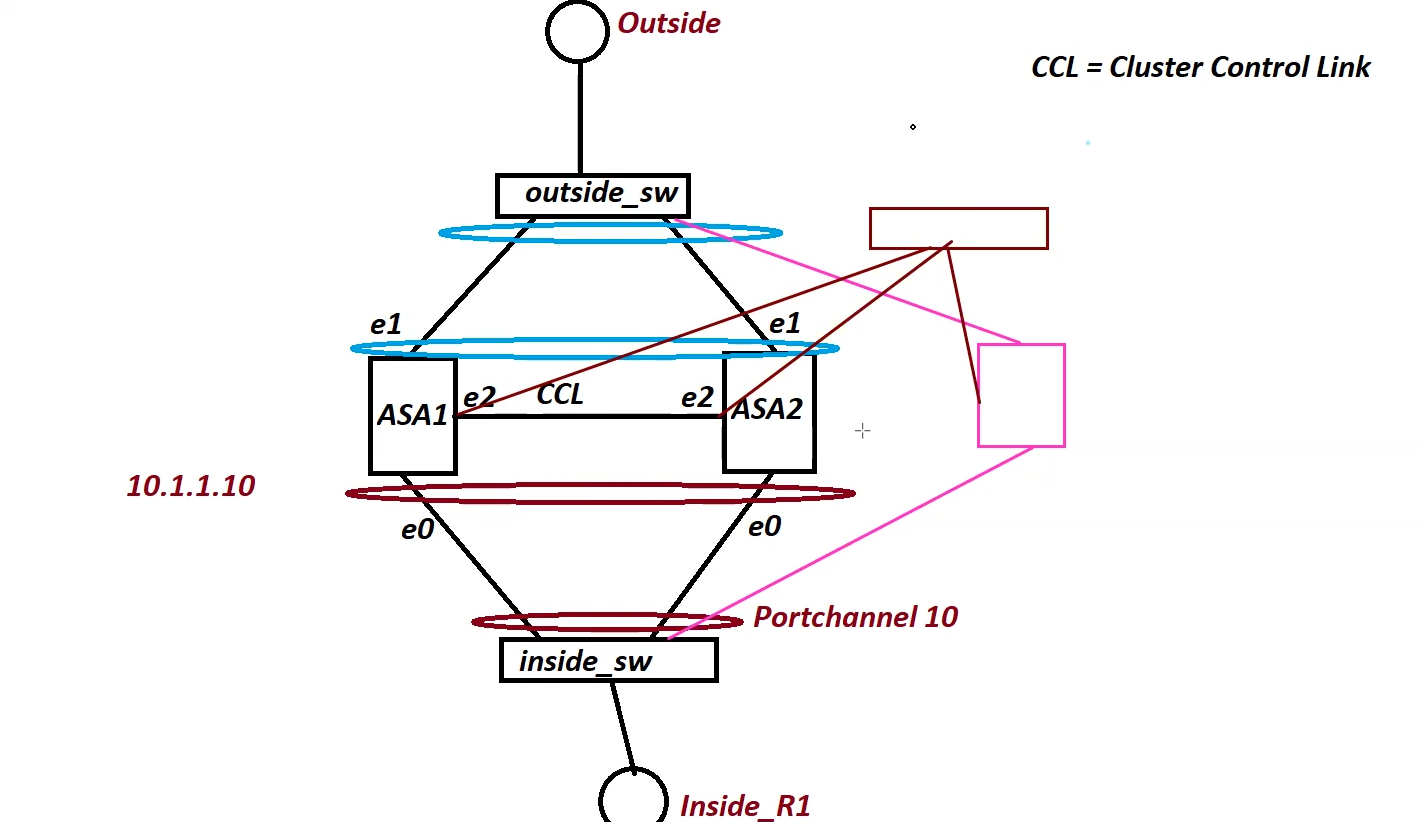 Outside
CCL = Cluster Control Link
outside_sw
e1
e1
e2
CCL
e2
ASA1
ASA2
10.1.1.10
e0
e0
Portchannel 10
inside_sw
Inside_R1